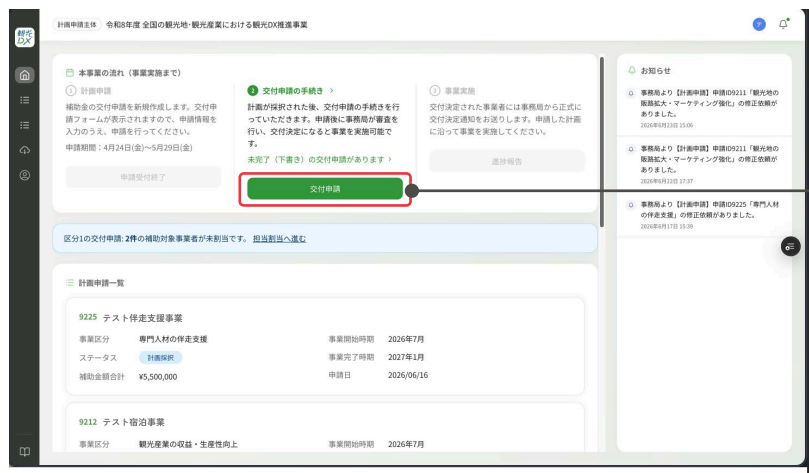 観光
DX
計画申請主体 令和8年度 全国の観光地・観光産業における観光DX推進事業
テ
本事業の流れ（事業実施まで）
1 計画申請
補助金の交付申請を新規作成します。交付申
請フォームが表示されますので、申請情報を
入力のうえ、申請を行ってください。
申請期間：4月24日(金)～5月29日(金)
申請受付終了
2 交付申請の手続き ›
計画が採択された後、交付申請の手続きを行
っていただきます。申請後に事務局が審査を
行い、交付決定になると事業を実施可能で
す。
未完了（下書き）の交付申請があります ›
交付申請
3 事業実施
交付決定された事業者には事務局から正式に
交付決定通知をお送りします。申請した計画
に沿って事業を実施してください。
進捗報告
区分1の交付申請: 2件の補助対象事業者が未割当です。 担当割当へ進む
計画申請一覧
9225 テスト伴走支援事業
事業区分 専門人材の伴走支援 事業開始時期 2026年7月
ステータス 計画採択 事業完了時期 2027年1月
補助金額合計 ¥5,500,000 申請日 2026/06/16
9212 テスト宿泊事業
事業区分 観光産業の収益・生産性向上 事業開始時期 2026年7月
お知らせ
事務局より【計画申請】申請ID9211「観光地の
販路拡大・マーケティング強化」の修正依頼が
ありました。
2026年6月23日 15:06
事務局より【計画申請】申請ID9211「観光地の
販路拡大・マーケティング強化」の修正依頼が
ありました。
2026年6月22日 17:37
事務局より【計画申請】申請ID9225「専門人材
の伴走支援」の修正依頼がありました。
2026年6月17日 15:39